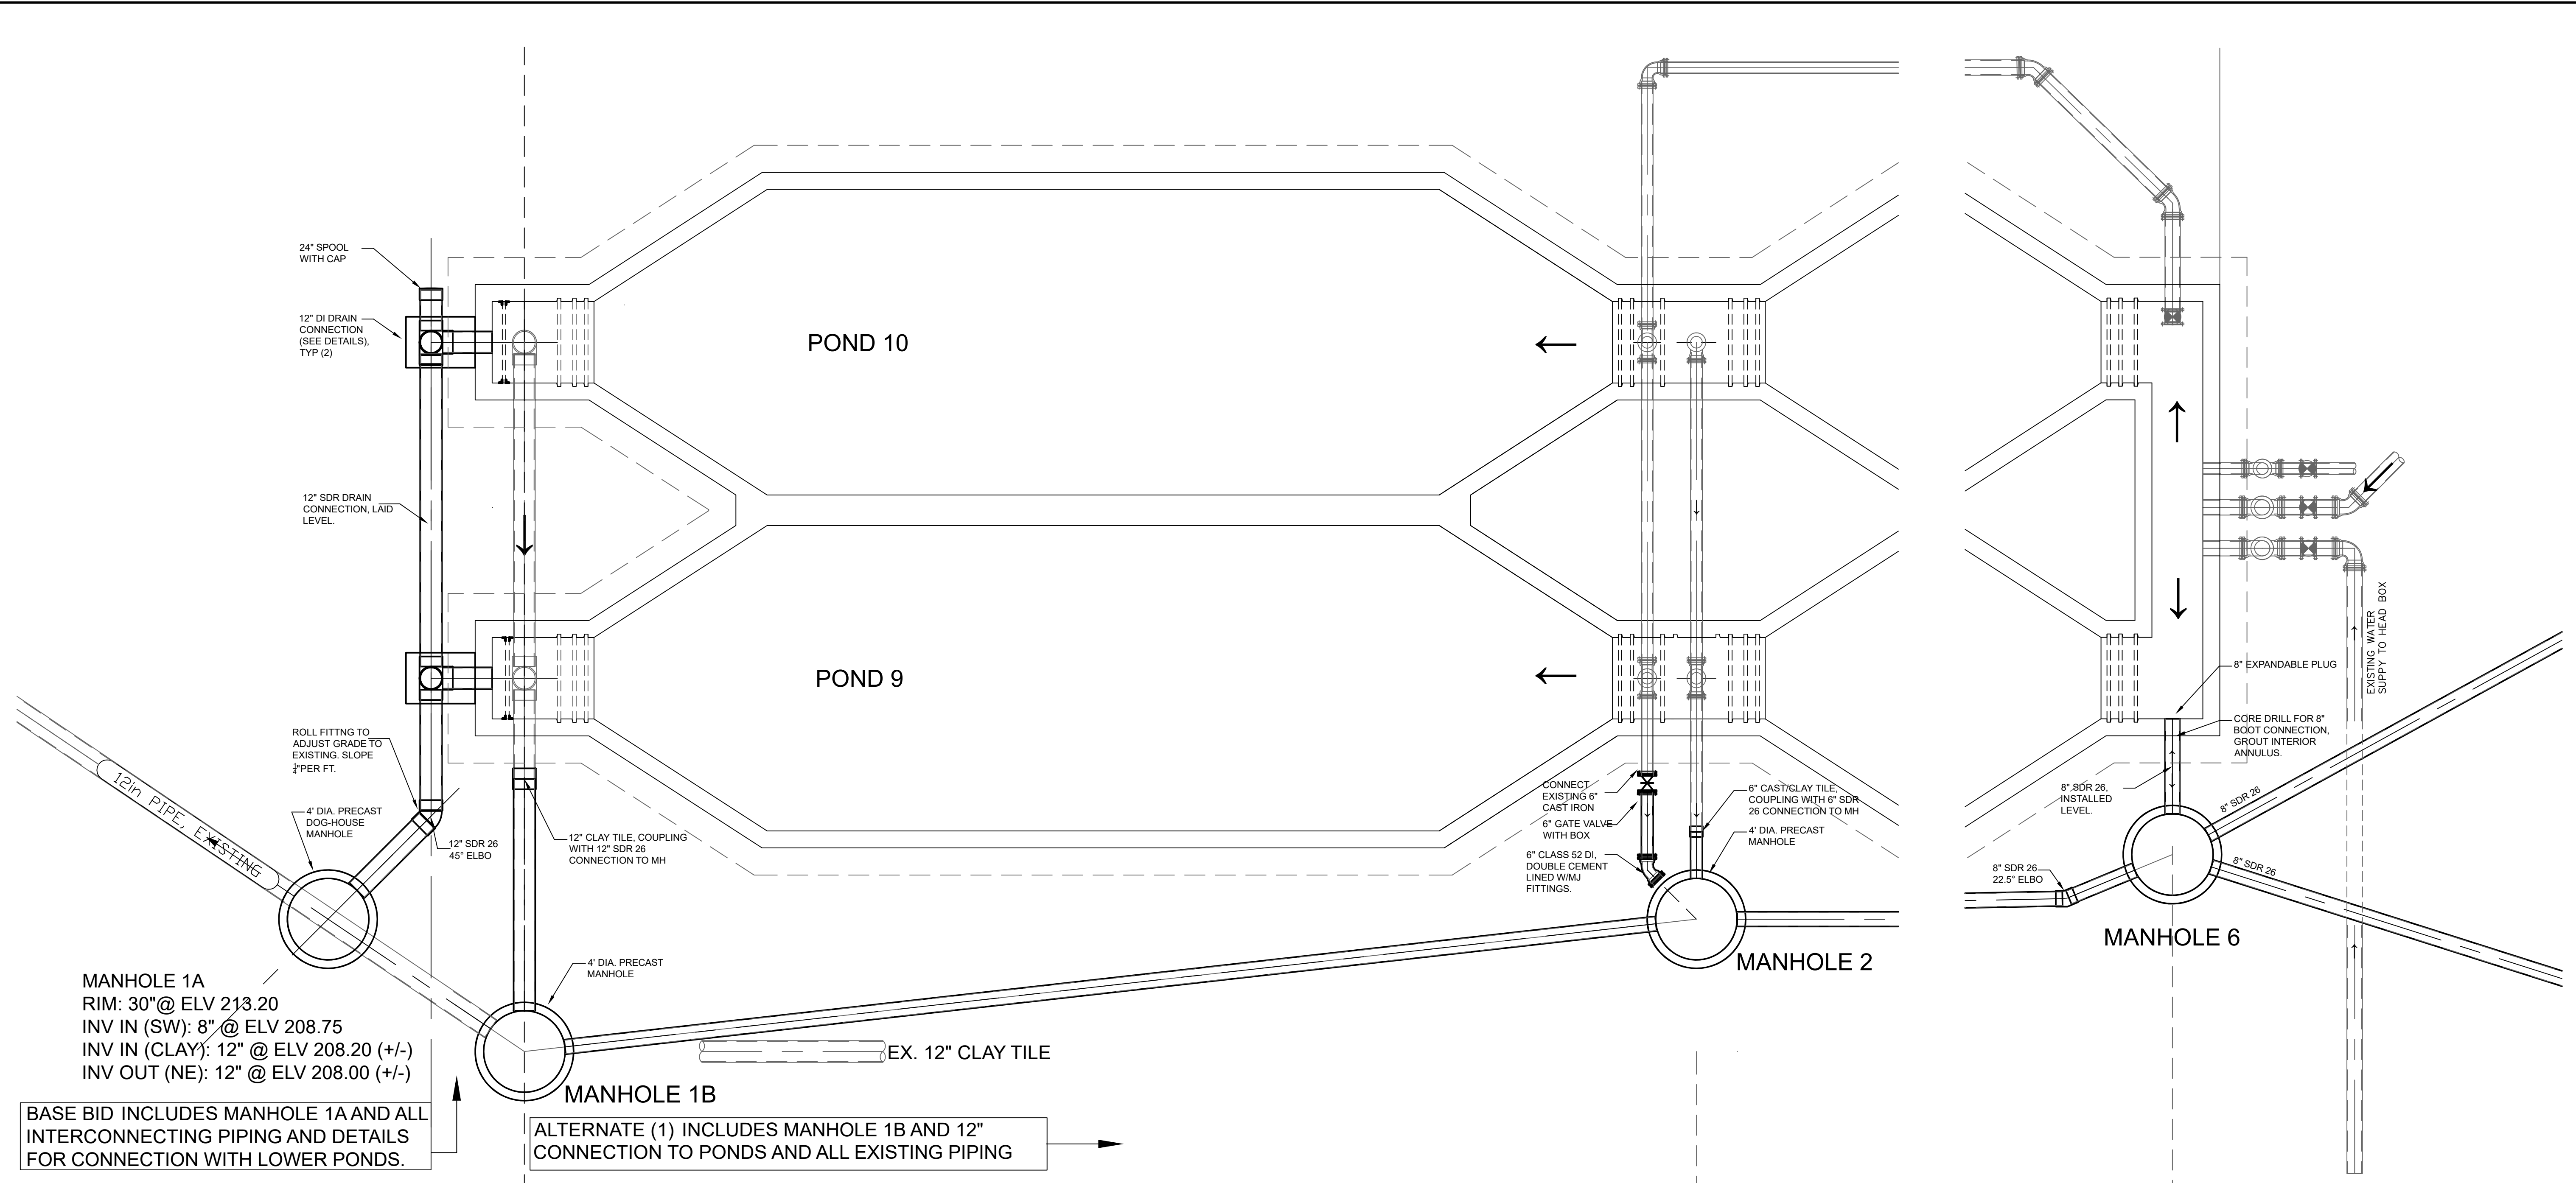 24" SPOOL
WITH CAP
12" DI DRAIN
CONNECTION
(SEE DETAILS),
TYP (2)
POND 10
12" SDR DRAIN
CONNECTION, LAID
LEVEL.
EXISTING WATER
SUPPY TO HEAD BOX
POND 9
8" EXPANDABLE PLUG
CORE DRILL FOR 8"
BOOT CONNECTION,
GROUT INTERIOR
ANNULUS.
ROLL FITTNG TO
ADJUST GRADE TO
EXISTING. SLOPE
1/4"PER FT.
12in PIPE, EXISTING
4' DIA. PRECAST
DOG-HOUSE
MANHOLE
12" SDR 26
45° ELBO
12" CLAY TILE, COUPLING
WITH 12" SDR 26
CONNECTION TO MH
CONNECT
EXISTING 6"
CAST IRON
6" GATE VALVE
WITH BOX
6" CLASS 52 DI,
DOUBLE CEMENT
LINED W/MJ
FITTINGS.
6" CAST/CLAY TILE,
COUPLING WITH 6" SDR
26 CONNECTION TO MH
4' DIA. PRECAST
MANHOLE
8" SDR 26,
INSTALLED
LEVEL.
8" SDR 26
8" SDR 26
8" SDR 26
22.5° ELBO
MANHOLE 6
MANHOLE 2
4' DIA. PRECAST
MANHOLE
MANHOLE 1A
RIM: 30"@ ELV 213.20
INV IN (SW): 8" @ ELV 208.75
INV IN (CLAY): 12" @ ELV 208.20 (+/-)
INV OUT (NE): 12" @ ELV 208.00 (+/-)
EX. 12" CLAY TILE
MANHOLE 1B
BASE BID INCLUDES MANHOLE 1A AND ALL
INTERCONNECTING PIPING AND DETAILS
FOR CONNECTION WITH LOWER PONDS.
ALTERNATE (1) INCLUDES MANHOLE 1B AND 12"
CONNECTION TO PONDS AND ALL EXISTING PIPING